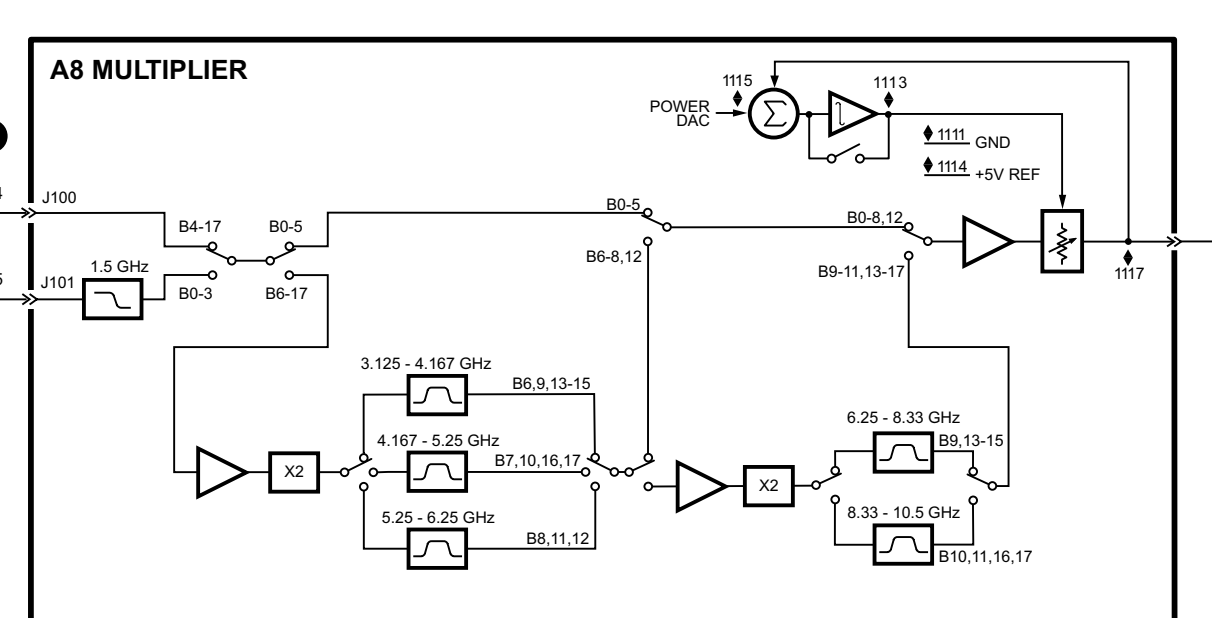 A8 MULTIPLIER
1115
1113
POWER
DAC
Σ
1111 GND
1114 +5V REF
J100
B4-17
B0-5
B0-5
B0-8,12
B6-8,12
1.5 GHz
J101
B0-3
B6-17
B9-11,13-17
1117
3.125 - 4.167 GHz
B6,9,13-15
6.25 - 8.33 GHz
4.167 - 5.25 GHz
B9,13-15
B7,10,16,17
X2
X2
5.25 - 6.25 GHz
8.33 - 10.5 GHz
B8,11,12
B10,11,16,17